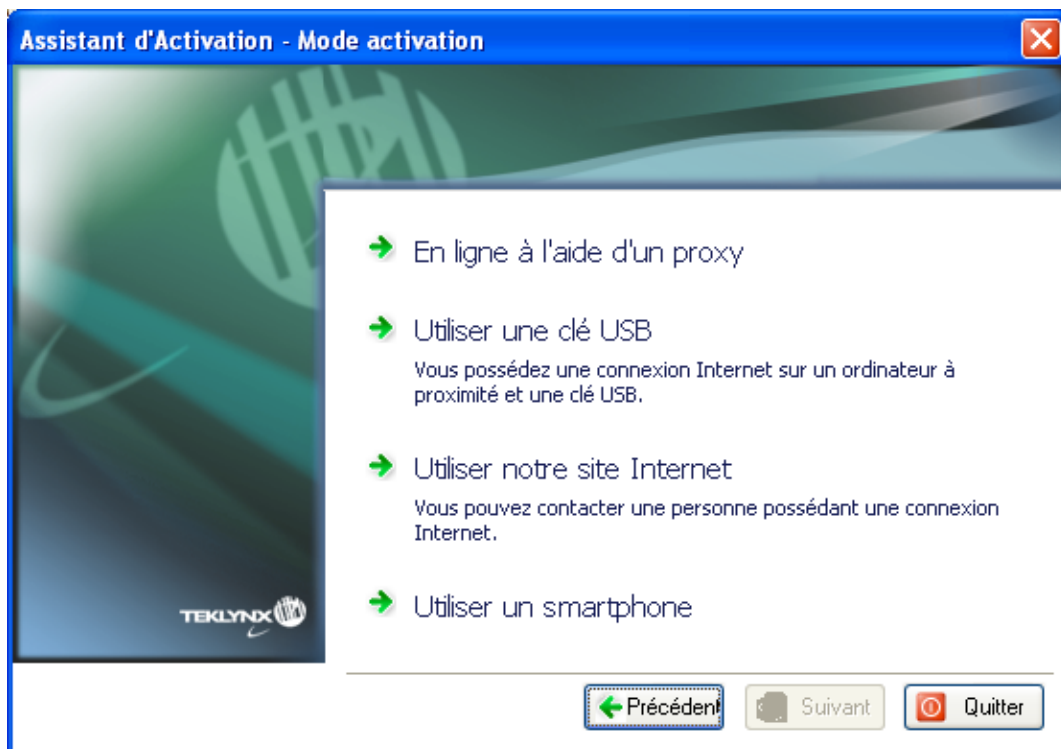 Assistant d'Activation - Mode activation
En ligne à l'aide d'un proxy
Utiliser une clé USB
Vous possédez une connexion Internet sur un ordinateur à
proximité et une clé USB.
Utiliser notre site Internet
Vous pouvez contacter une personne possédant une connexion
Internet.
Utiliser un smartphone
TEKLYNX
Précédent
Suivant
Quitter